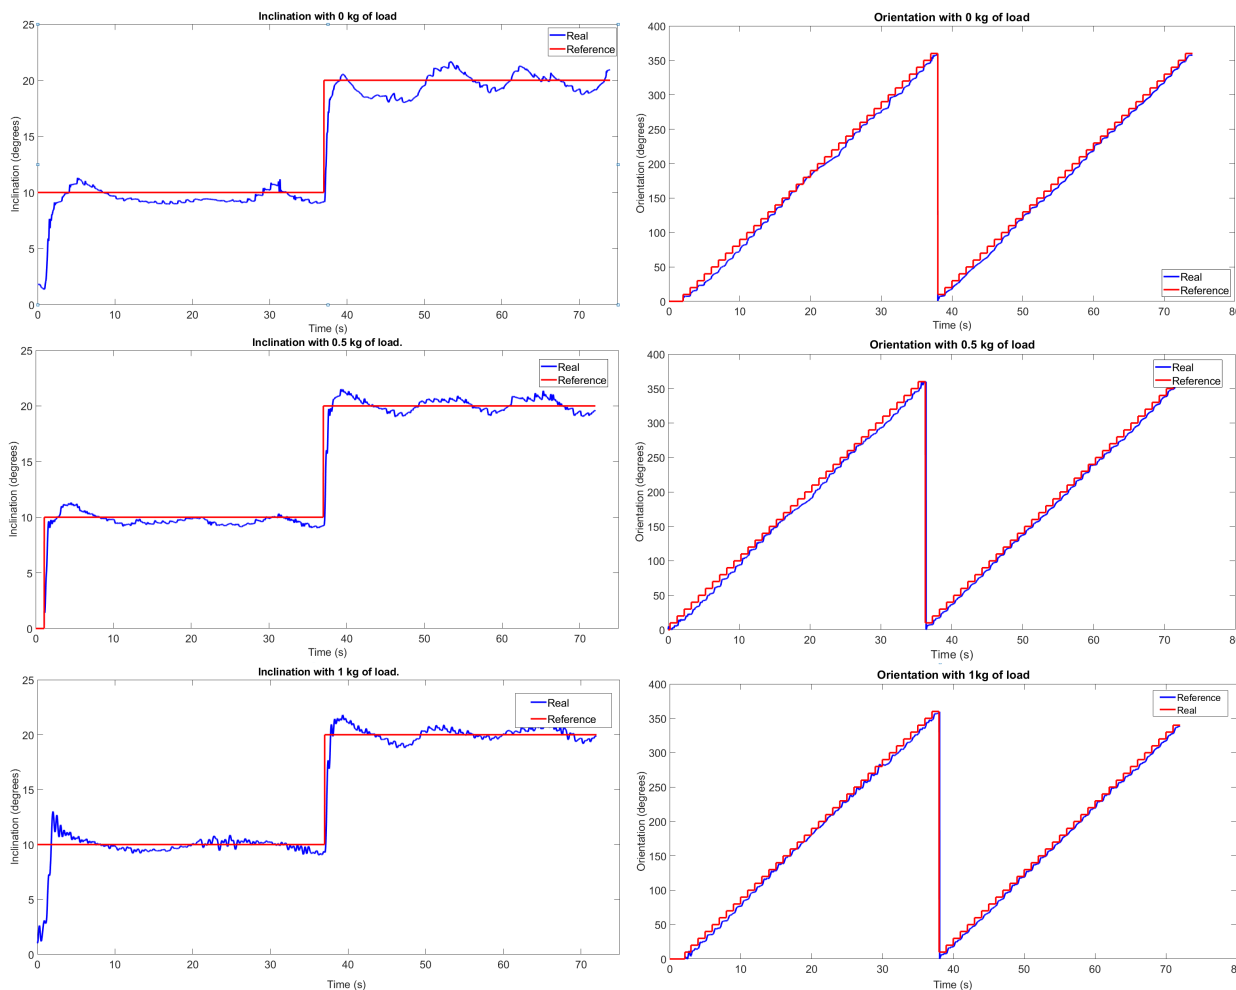 Inclination with 0 kg of load
25
20
15
10
5
0
Inclination (degrees)
0 10 20 30 40 50 60 70
Time (s)
Real
Reference
Orientation with 0 kg of load
400
350
300
250
200
150
100
50
0
Orientation (degrees)
0 10 20 30 40 50 60 70 80
Time (s)
Real
Reference
Inclination with 0.5 kg of load.
25
20
15
10
5
0
Inclination (degrees)
0 10 20 30 40 50 60 70
Time (s)
Real
Reference
Orientation with 0.5 kg of load
400
350
300
250
200
150
100
50
0
Orientation (degrees)
0 10 20 30 40 50 60 70
Time (s)
Real
Reference
Inclination with 1 kg of load.
25
20
15
10
5
0
Inclination (degrees)
0 10 20 30 40 50 60 70
Time (s)
Real
Reference
Orientation with 1kg of load
400
350
300
250
200
150
100
50
0
Orientation (degrees)
0 10 20 30 40 50 60 70
Time (s)
Reference
Real